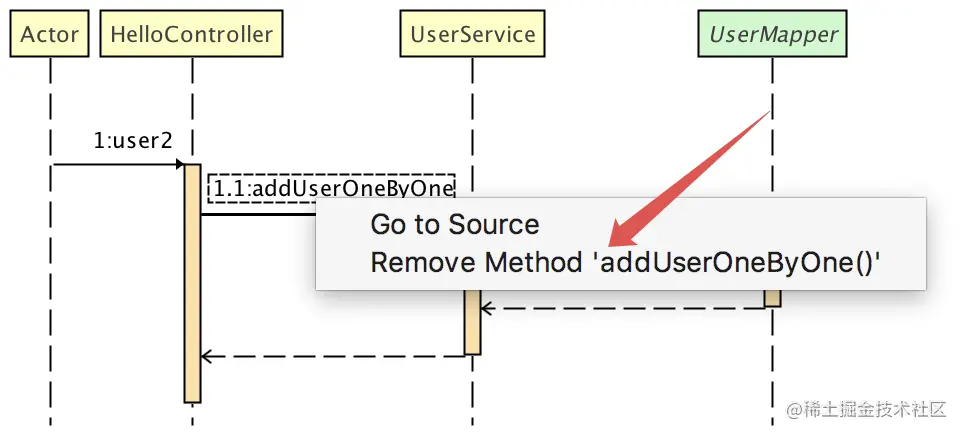 Actor
HelloController
UserService
UserMapper
1:user2
1.1:addUserOneByOne
Go to Source
Remove Method 'addUserOneByOne()'
@稀土掘金技术社区